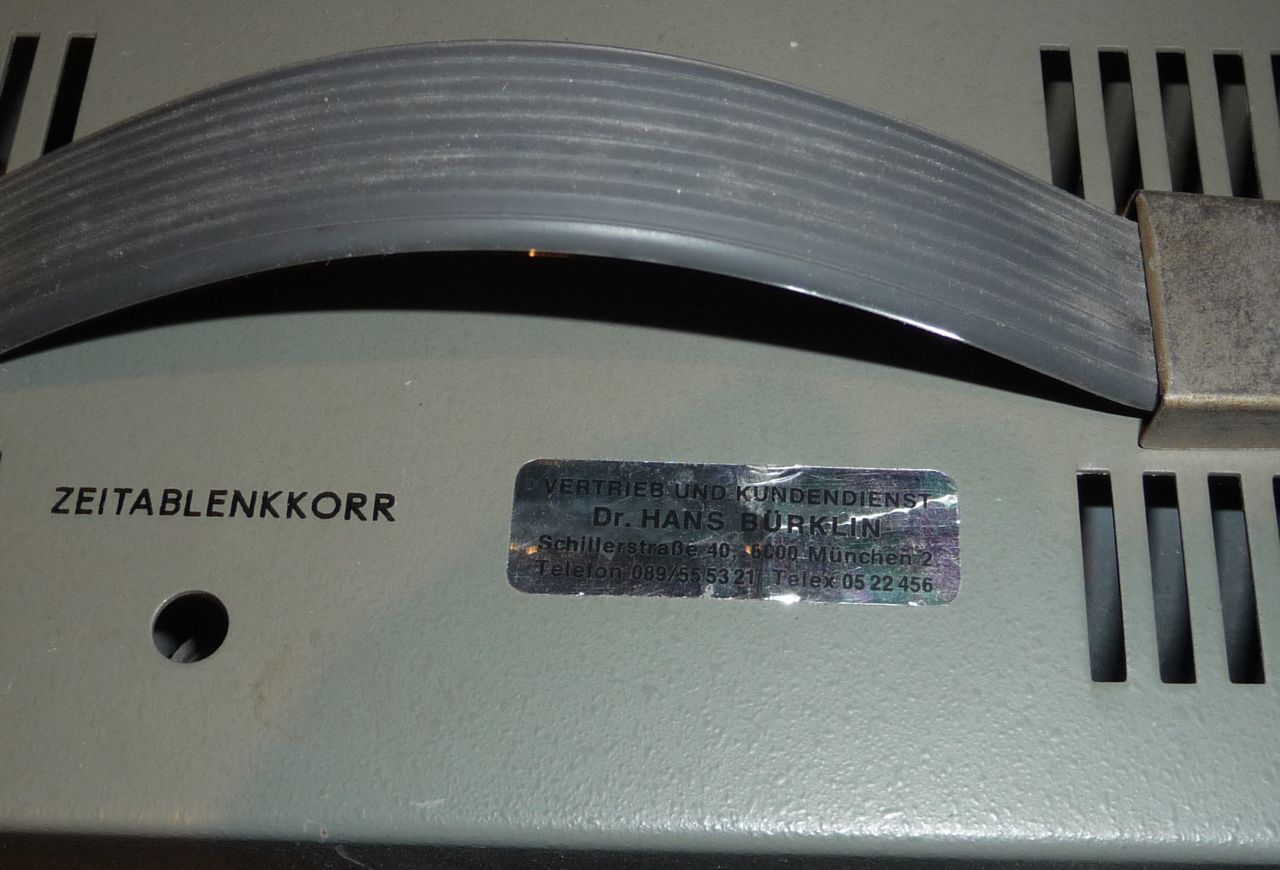 ZEITABLENKKORR
VERTRIEB UND KUNDENDIENST
Dr. HANS BÜRKLIN
Schillerstraße 40, 8000 München 2
Telefon 089/55 53 21 Telex 05 22 456